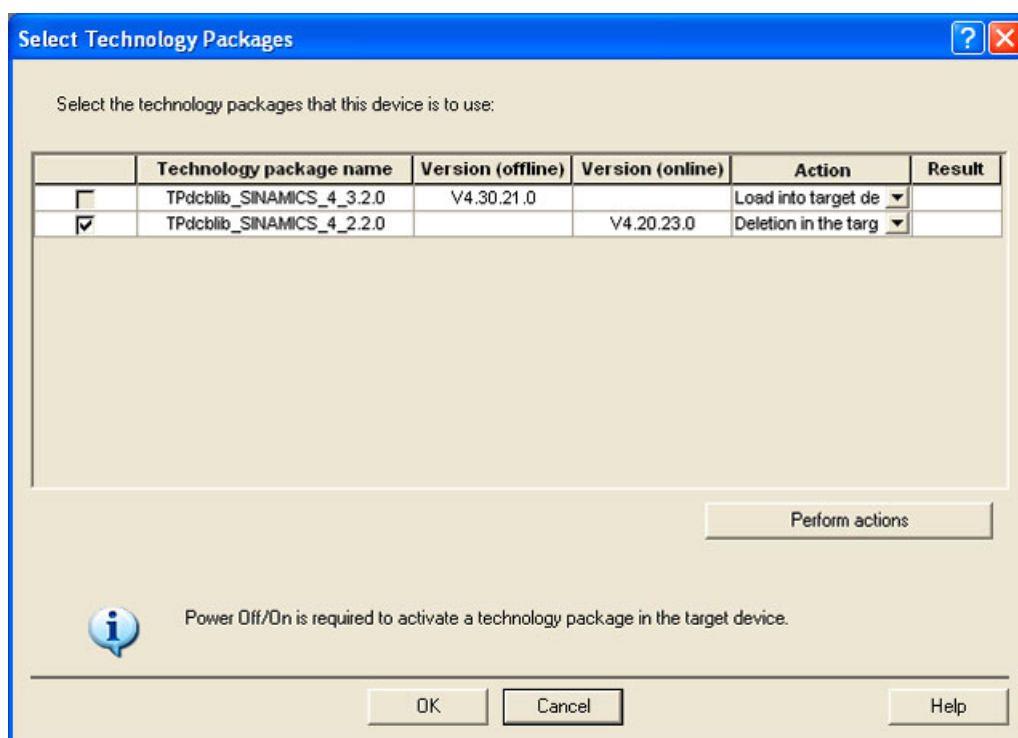 Select Technology Packages
Select the technology packages that this device is to use:
Technology package name Version (offline) Version (online) Action Result
TPdcblib_SINAMICS_4_3.2.0 V4.30.21.0 Load into target de
TPdcblib_SINAMICS_4_2.2.0 V4.20.23.0 Deletion in the targ
Perform actions
Power Off/On is required to activate a technology package in the target device.
OK Cancel Help